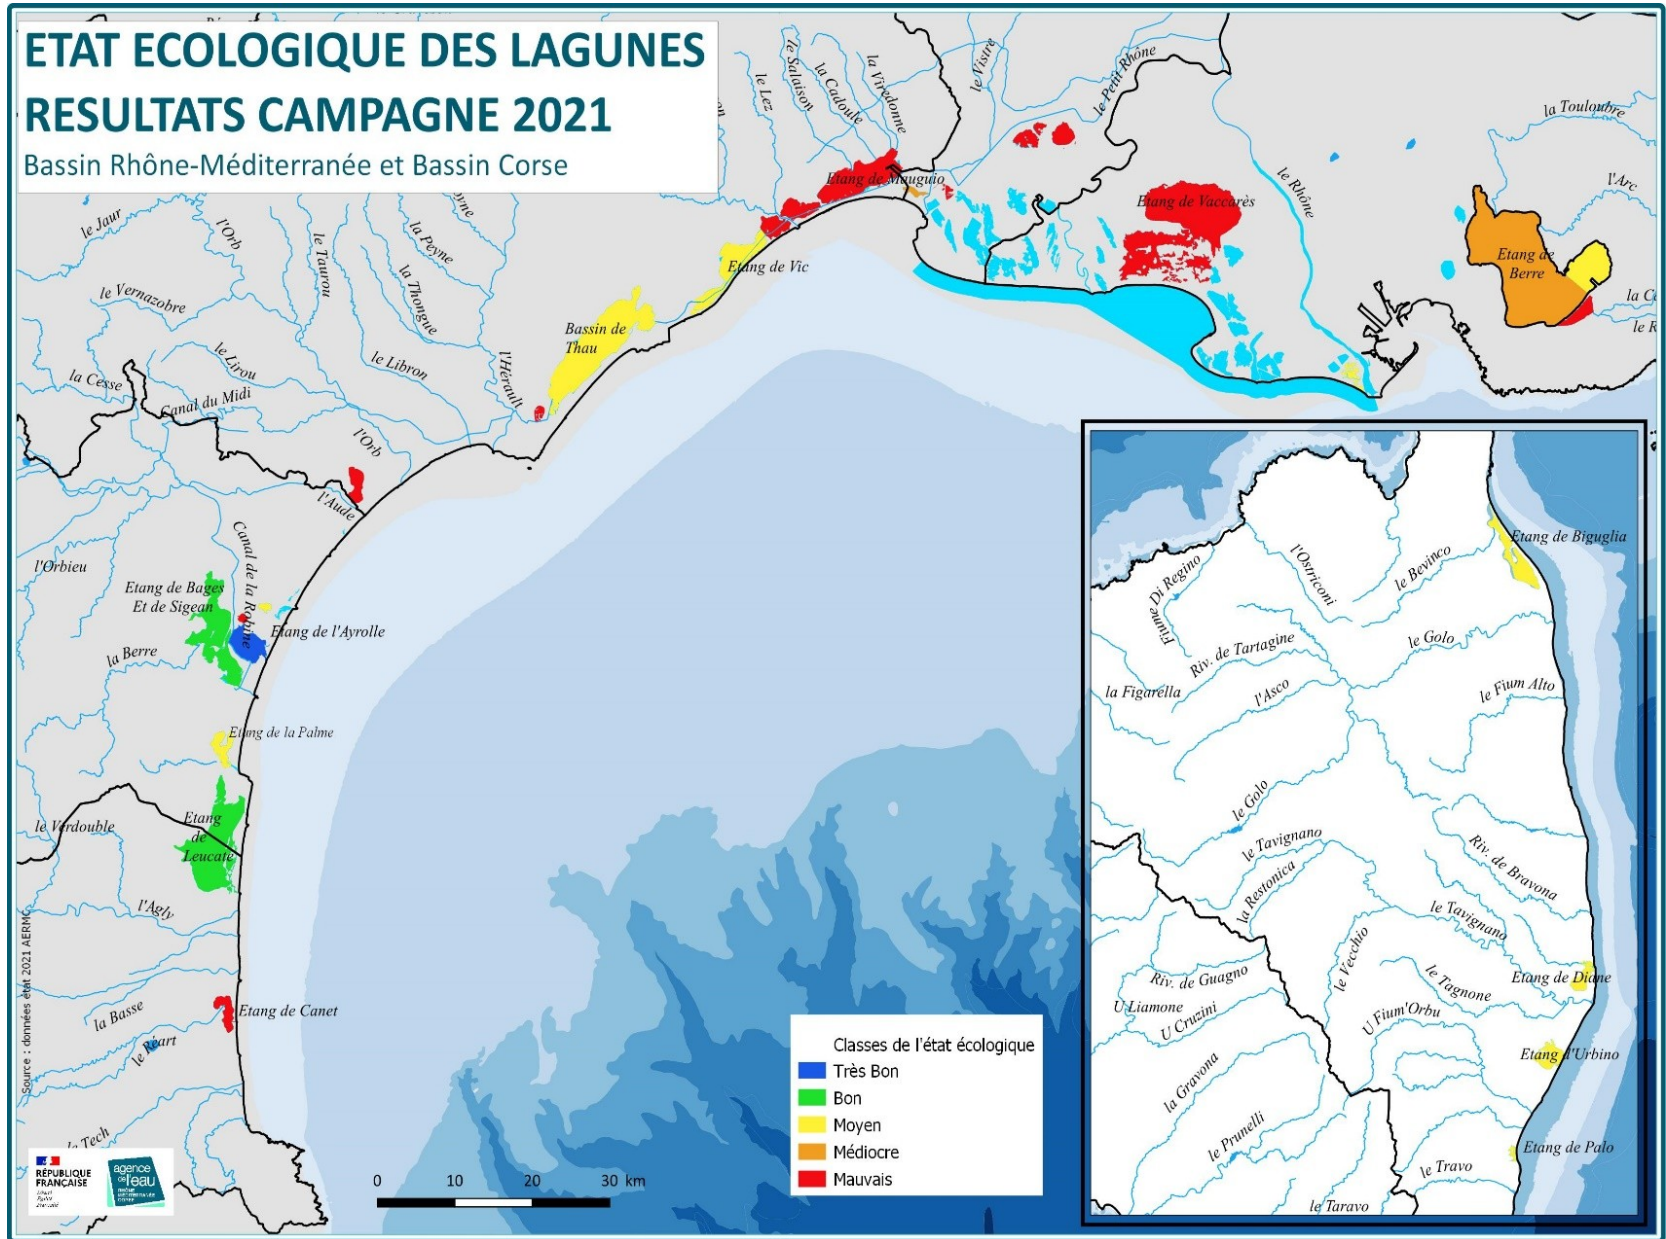 ETAT ECOLOGIQUE DES LAGUNES
RESULTATS CAMPAGNE 2021
Bassin Rhône-Méditerranée et Bassin Corse
le Lez
le Salaison
la Cadoule
la Viredonne
le Vistre
le Petit Rhône
la Touloubre
l'Arc
le Rhône
Etang de Mauguio
Etang de Vaccarès
Etang de
Berre
le Jaur
l'Orb
le Taurou
la Peyne
la Thongue
Etang de Vic
le Vernazobre
Bassin de
Thau
le Lirou
le Libron
l'Hérault
la Cesse
Canal du Midi
l'Orb
l'Aude
l'Orbieu
Canal de la Robine
Etang de Bages
Et de Sigean
Etang de l'Ayrolle
la Berre
Etang de la Palme
Etang
de
Leucate
le Verdouble
l'Agly
la Basse
Etang de Canet
le Réart
le Tech
Source : données état 2021 AERMC
Etang de Biguglia
l'Ostriconi
le Bevinco
Fiume Di Regino
Riv. de Tartagine
le Golo
la Figarella
l'Asco
le Fium Alto
le Golo
le Tavignano
la Restonica
Riv. de Bravona
le Tavignano
le Vecchio
Riv. de Guagno
le Tagnone
Etang de Diane
U Liamone
U Cruzini
U Fium'Orbu
Etang d'Urbino
la Gravona
le Prunelli
Etang de Palo
le Travo
le Taravo
Classes de l'état écologique
Très Bon
Bon
Moyen
Médiocre
Mauvais
0 10 20 30 km
RÉPUBLIQUE
FRANÇAISE
agence
de l'eau